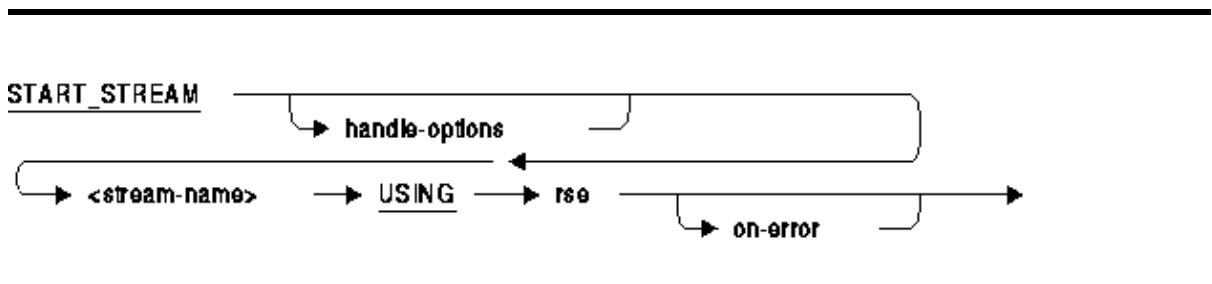 START_STREAM
handle-options
<stream-name> USING rse
on-error